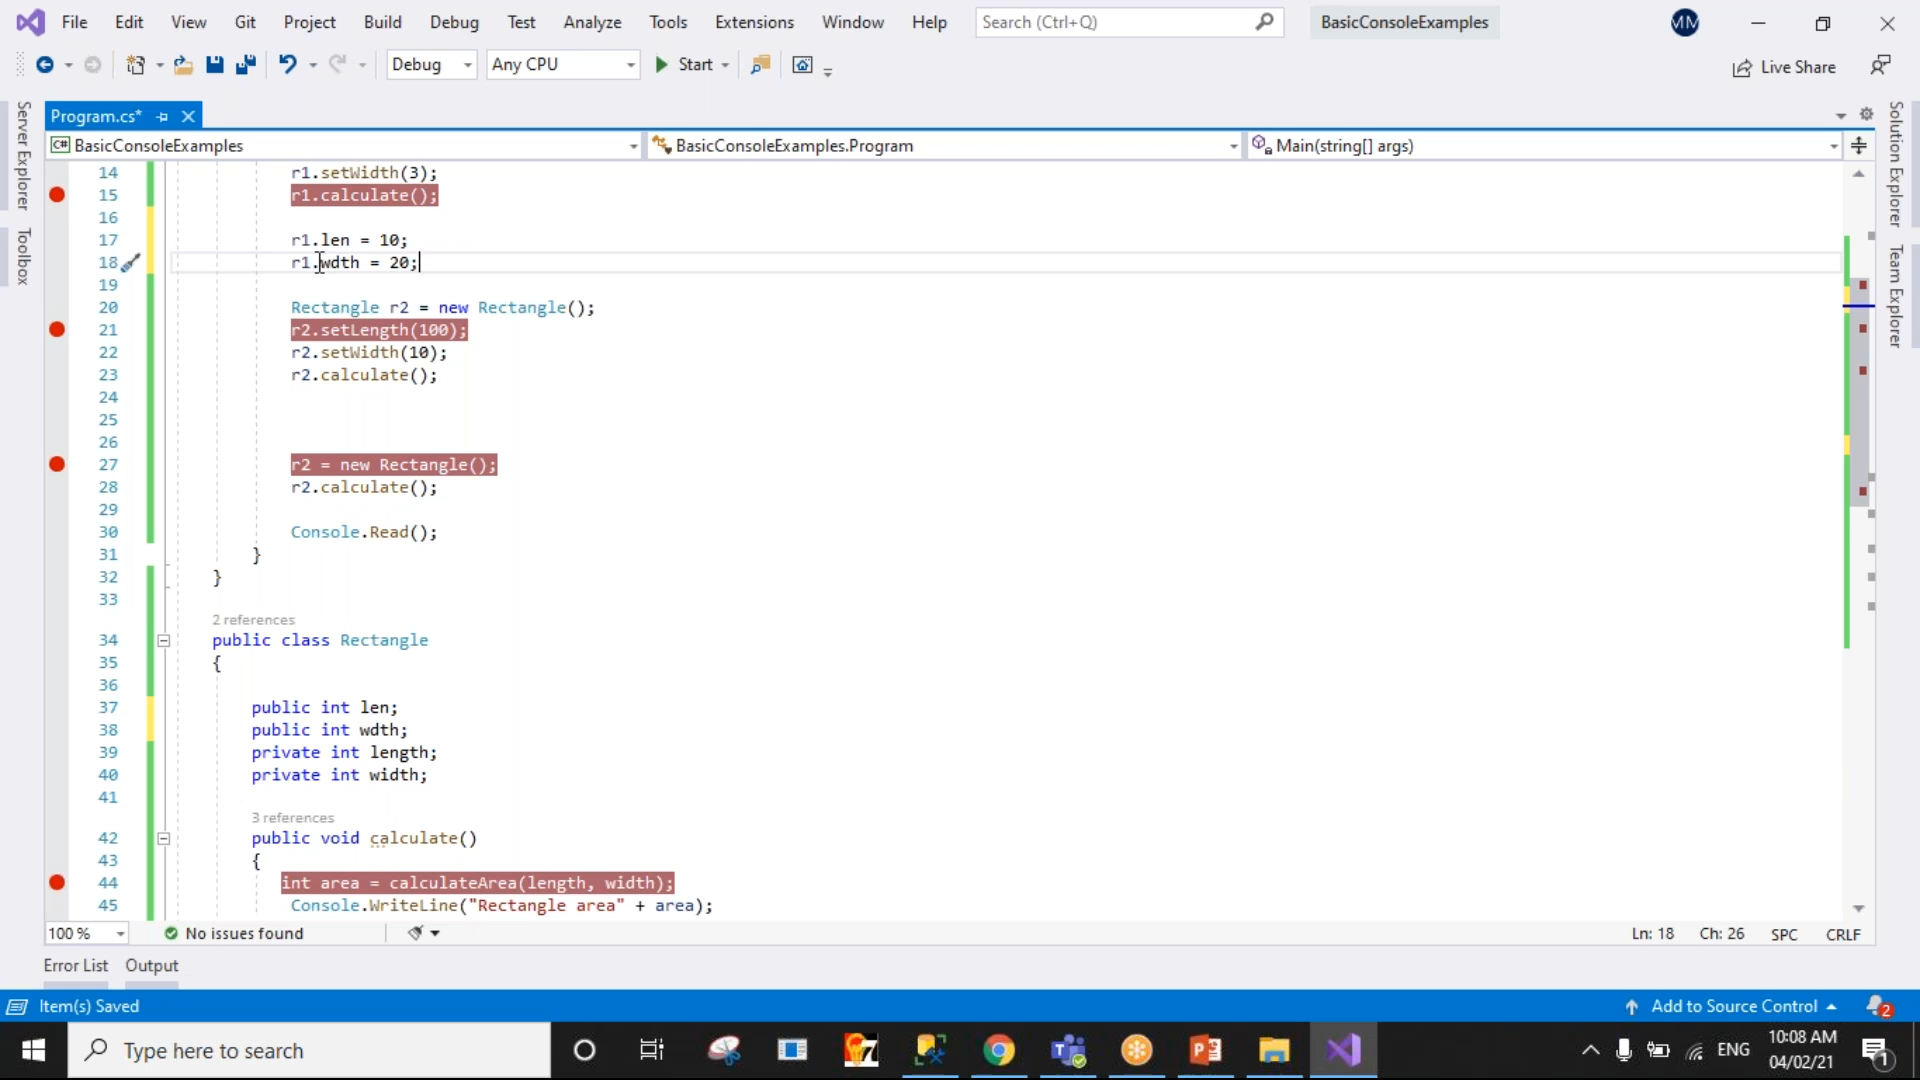 File Edit View Git Project Build Debug Test Analyze Tools Extensions Window Help Search (Ctrl+Q) BasicConsoleExamples MM
Debug Any CPU Start Live Share
Server Explorer
Toolbox
Program.cs*
C# BasicConsoleExamples BasicConsoleExamples.Program Main(string[] args)
14 r1.setWidth(3);
15 r1.calculate();
16
17 r1.len = 10;
18 r1.wdth = 20;
19
20 Rectangle r2 = new Rectangle();
21 r2.setLength(100);
22 r2.setWidth(10);
23 r2.calculate();
24
25
26
27 r2 = new Rectangle();
28 r2.calculate();
29
30 Console.Read();
31 }
32 }
33
2 references
34 public class Rectangle
35 {
36
37 public int len;
38 public int wdth;
39 private int length;
40 private int width;
41
3 references
42 public void calculate()
43 {
44 int area = calculateArea(length, width);
45 Console.WriteLine("Rectangle area" + area);
Solution Explorer
Team Explorer
100 % No issues found Ln: 18 Ch: 26 SPC CRLF
Error List Output
Item(s) Saved Add to Source Control 2
Type here to search ENG 10:08 AM
04/02/21 1